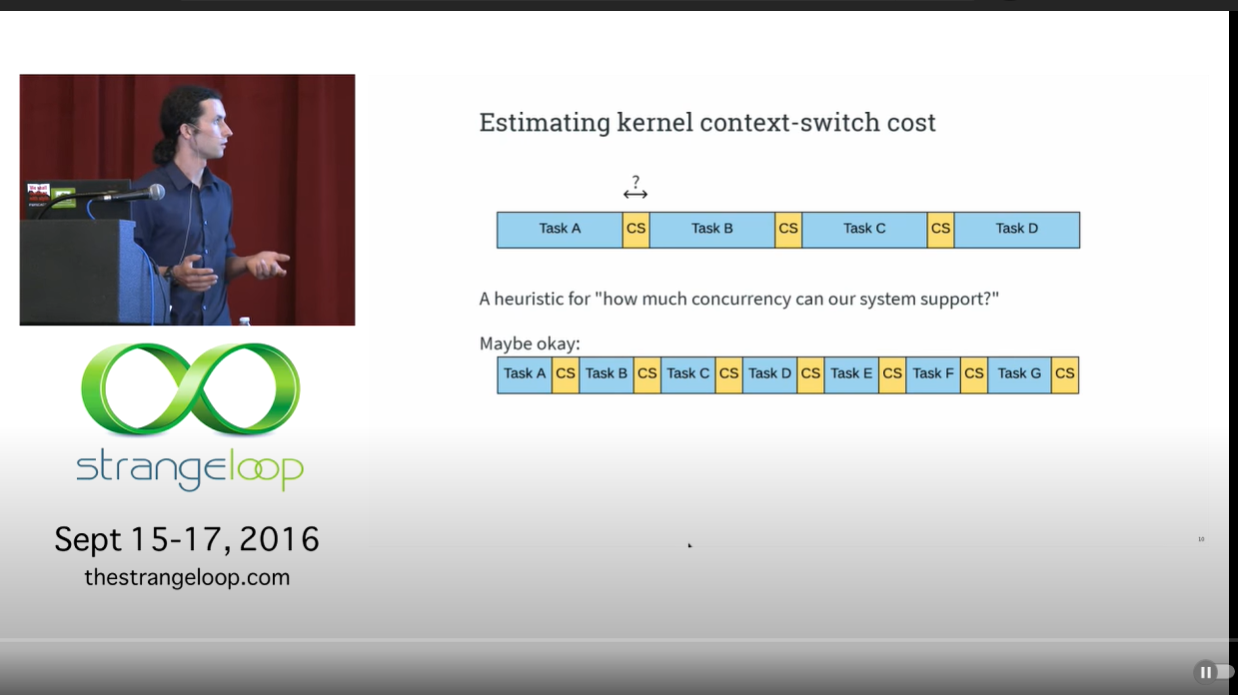 Estimating kernel context-switch cost
?
Task A CS Task B CS Task C CS Task D
A heuristic for "how much concurrency can our system support?"
Maybe okay:
Task A CS Task B CS Task C CS Task D CS Task E CS Task F CS Task G CS
strangeloop
Sept 15-17, 2016
thestrangeloop.com
10